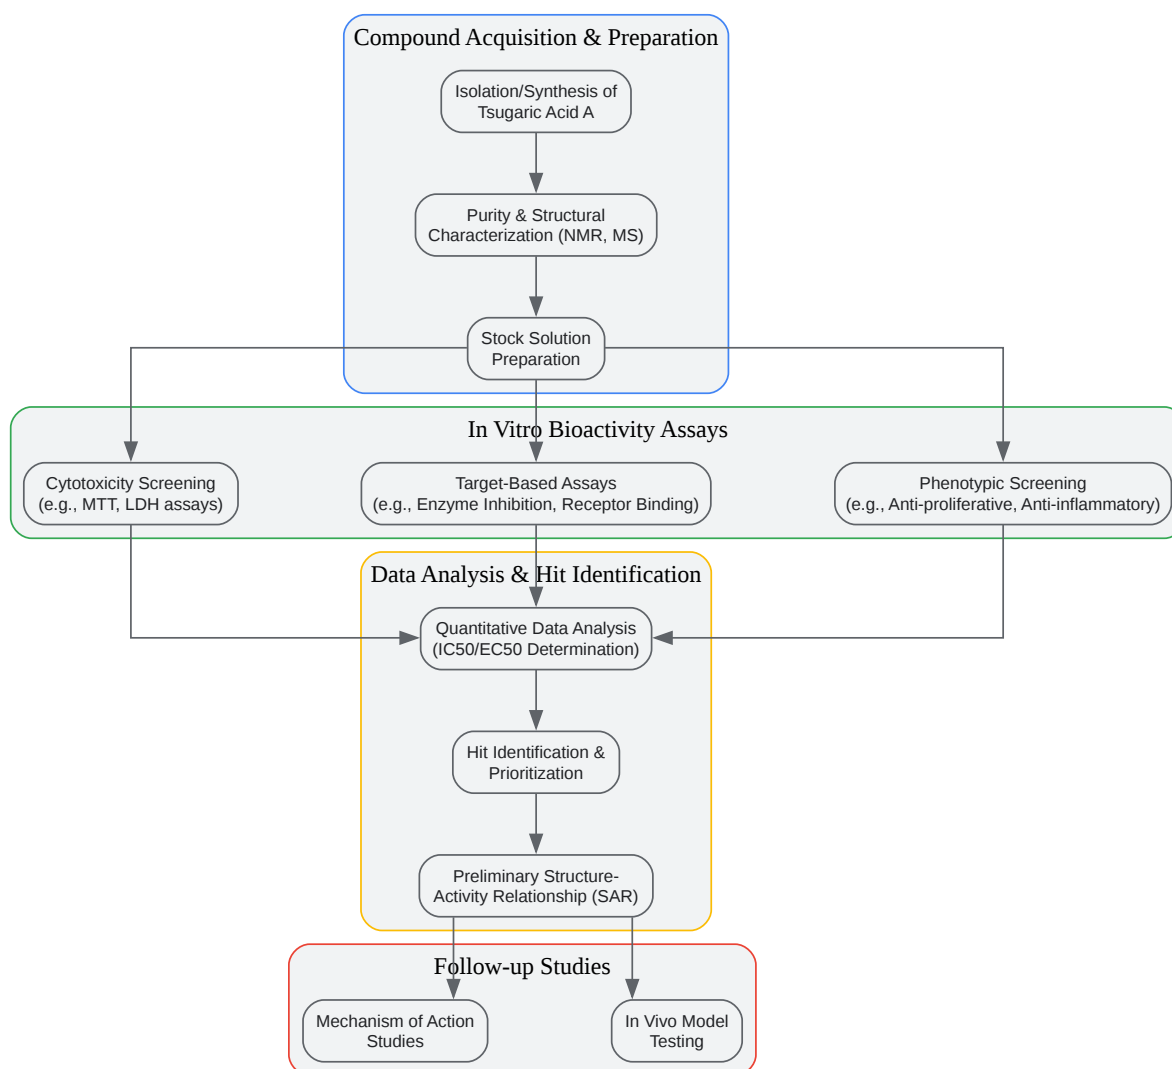 Compound Acquisition & Preparation
Isolation/Synthesis of
Tsugaric Acid A
Purity & Structural
Characterization (NMR, MS)
Stock Solution
Preparation
In Vitro Bioactivity Assays
Cytotoxicity Screening
(e.g., MTT, LDH assays)
Target-Based Assays
(e.g., Enzyme Inhibition, Receptor Binding)
Phenotypic Screening
(e.g., Anti-proliferative, Anti-inflammatory)
Data Analysis & Hit Identification
Quantitative Data Analysis
(IC50/EC50 Determination)
Hit Identification &
Prioritization
Preliminary Structure-
Activity Relationship (SAR)
Follow-up Studies
Mechanism of Action
Studies
In Vivo Model
Testing